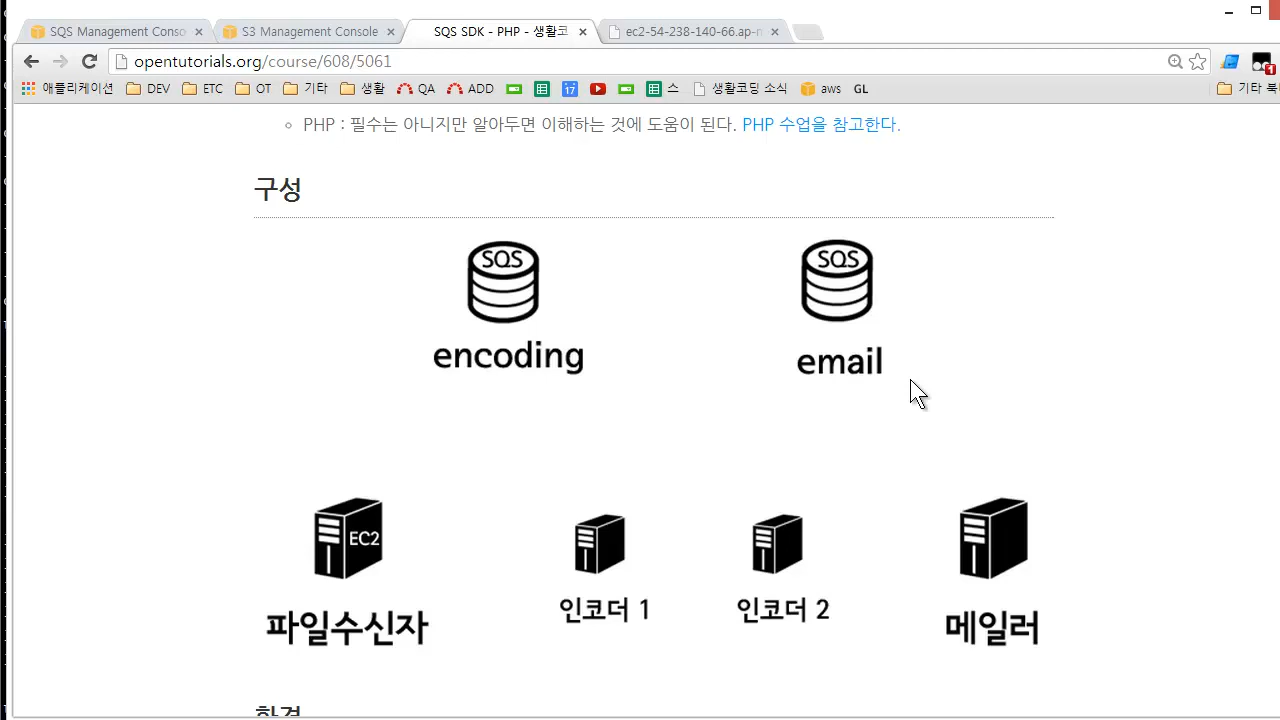 SQS Management Conso
S3 Management Console
SQS SDK - PHP - 생활코
ec2-54-238-140-66.ap-n
opentutorials.org/course/608/5061
애플리케이션 DEV ETC OT 기타 생활 QA ADD 17 스 생활코딩 소식 aws GL 기타 북
1
PHP : 필수는 아니지만 알아두면 이해하는 것에 도움이 된다. PHP 수업을 참고한다.
구성
SQS SQS
encoding email
EC2
파일수신자 인코더 1 인코더 2 메일러